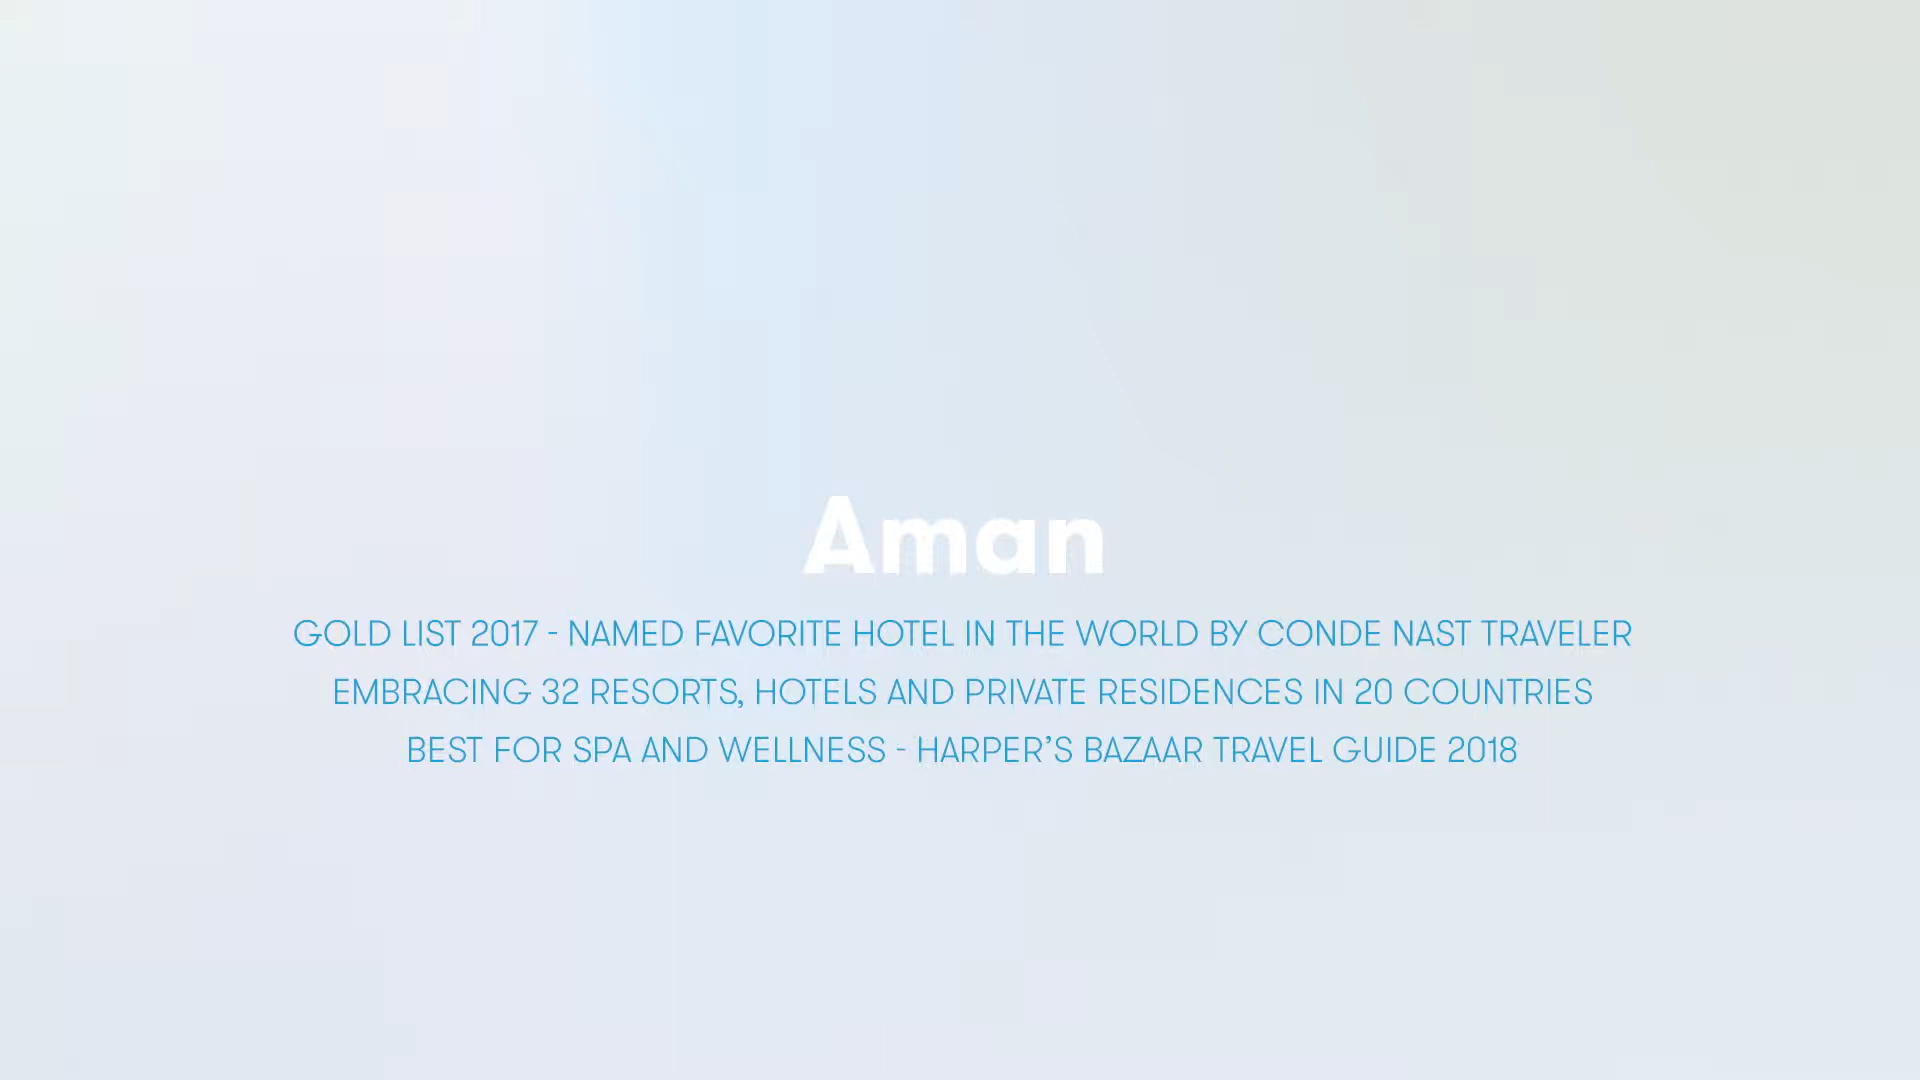 Aman
GOLD LIST 2017 - NAMED FAVORITE HOTEL IN THE WORLD BY CONDE NAST TRAVELER
EMBRACING 32 RESORTS, HOTELS AND PRIVATE RESIDENCES IN 20 COUNTRIES
BEST FOR SPA AND WELLNESS - HARPER’S BAZAAR TRAVEL GUIDE 2018